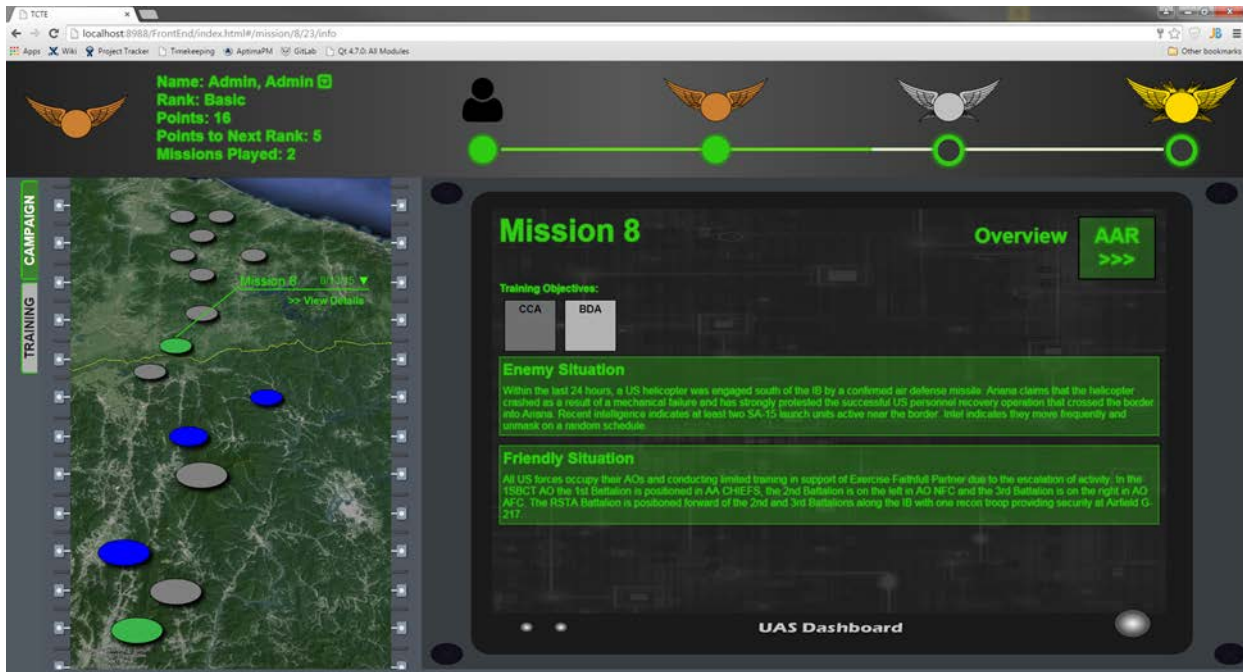 TCTE
localhost:8988/FrontEnd/index.html#/mission/8/23/info
JB
Apps Wiki Project Tracker Timekeeping AptimaPM GitLab Qt 4.7.0: All Modules Other bookmarks
Name: Admin, Admin
Rank: Basic
Points: 16
Points to Next Rank: 5
Missions Played: 2
CAMPAIGN
TRAINING
Mission 8
>> View Details
Mission 8
Overview
AAR
>>>
Training Objectives:
CCA
BDA
Enemy Situation
Within the last 24 hours, a US helicopter was engaged south of the IB by a confirmed air defense missile. Ariana claims that the helicopter
crashed as a result of a mechanical failure and has strongly protested the successful US personnel recovery operation that crossed the border
into Ariana. Recent intelligence indicates at least two SA-15 launch units active near the border. Intel indicates they move frequently and
unmask on a random schedule.
Friendly Situation
All US forces occupy their AOs and conducting limited training in support of Exercise Faithfull Partner due to the escalation of activity. In the
1SBCT AO the 1st Battalion is positioned in AA CHIEFS, the 2nd Battalion is on the left in AO NFC and the 3rd Battalion is on the right in AO
AFC. The RSTA Battalion is positioned forward of the 2nd and 3rd Battalions along the IB with one recon troop providing security at Airfield G-
217.
UAS Dashboard